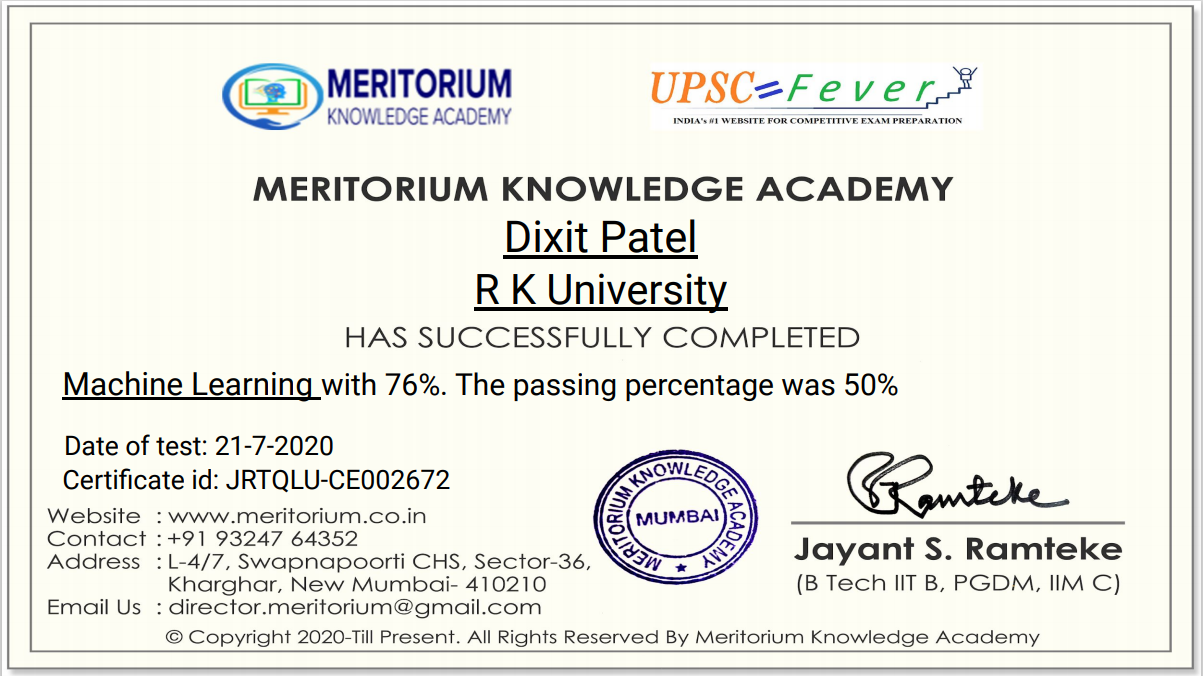 MERITORIUM
KNOWLEDGE ACADEMY
UPSC=Fever
INDIA's #1 WEBSITE FOR COMPETITIVE EXAM PREPARATION
MERITORIUM KNOWLEDGE ACADEMY
Dixit Patel
R K University
HAS SUCCESSFULLY COMPLETED
Machine Learning with 76%. The passing percentage was 50%
Date of test: 21-7-2020
Certificate id: JRTQLU-CE002672
Website : www.meritorium.co.in
Contact : +91 93247 64352
Address : L-4/7, Swapnapoorti CHS, Sector-36,
Kharghar, New Mumbai- 410210
Email Us : director.meritorium@gmail.com
MERITORIUM KNOWLEDGE ACADEMY ★
MUMBAI
Ramteke
Jayant S. Ramteke
(B Tech IIT B, PGDM, IIM C)
© Copyright 2020-Till Present. All Rights Reserved By Meritorium Knowledge Academy